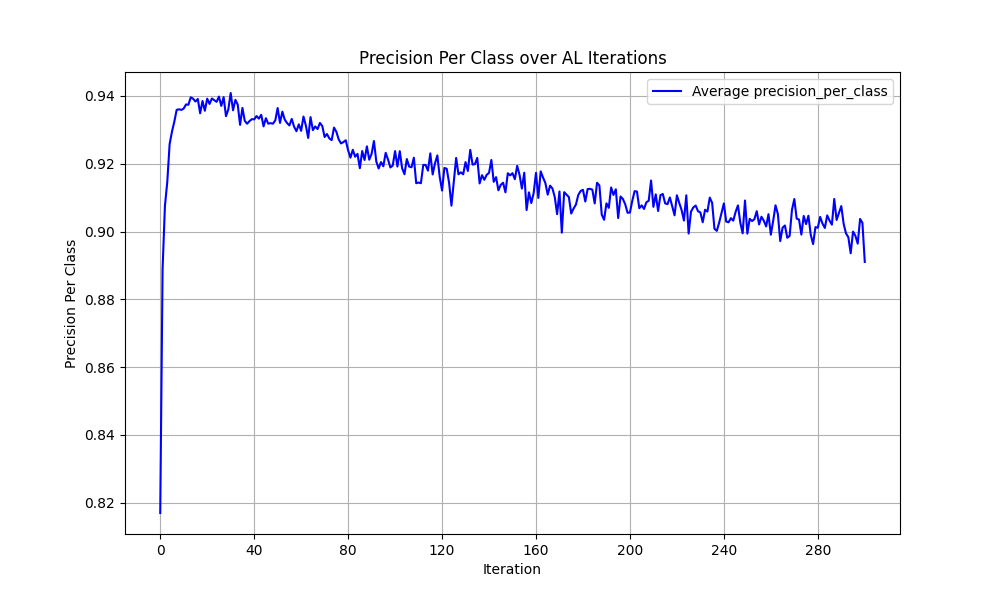 Precision Per Class over AL Iterations
Average precision_per_class
0.94
0.92
0.90
0.88
0.86
0.84
0.82
Precision Per Class
0 40 80 120 160 200 240 280
Iteration